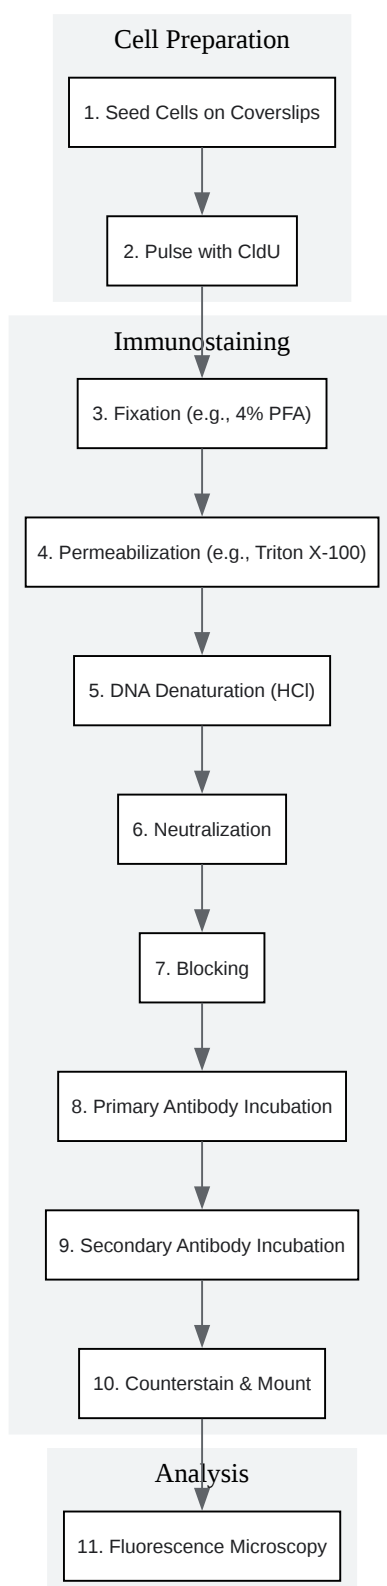 Cell Preparation
1. Seed Cells on Coverslips
2. Pulse with CldU
Immunostaining
3. Fixation (e.g., 4% PFA)
4. Permeabilization (e.g., Triton X-100)
5. DNA Denaturation (HCl)
6. Neutralization
7. Blocking
8. Primary Antibody Incubation
9. Secondary Antibody Incubation
10. Counterstain & Mount
Analysis
11. Fluorescence Microscopy